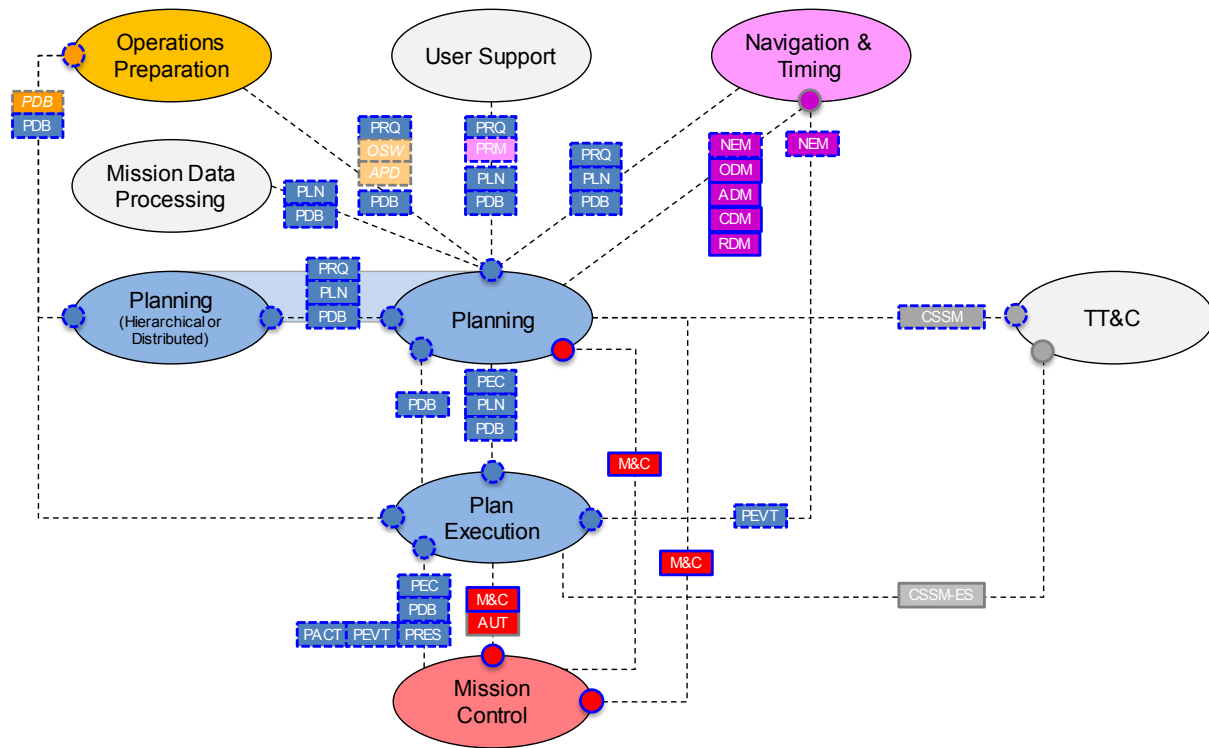 Operations
Preparation
User Support
Navigation &
Timing
PDB
PDB
PRQ
OSW
APD
PDB
PRQ
PRM
PLN
PDB
PRQ
PLN
PDB
NEM
ODM
ADM
CDM
RDM
NEM
Mission Data
Processing
PLN
PDB
Planning
(Hierarchical or
Distributed)
PRQ
PLN
PDB
Planning
CSSM
TT&C
PDB
PEC
PLN
PDB
M&C
Plan
Execution
PEVT
M&C
CSSM-ES
PEC
PDB
PACT PEVT PRES
M&C
AUT
Mission
Control